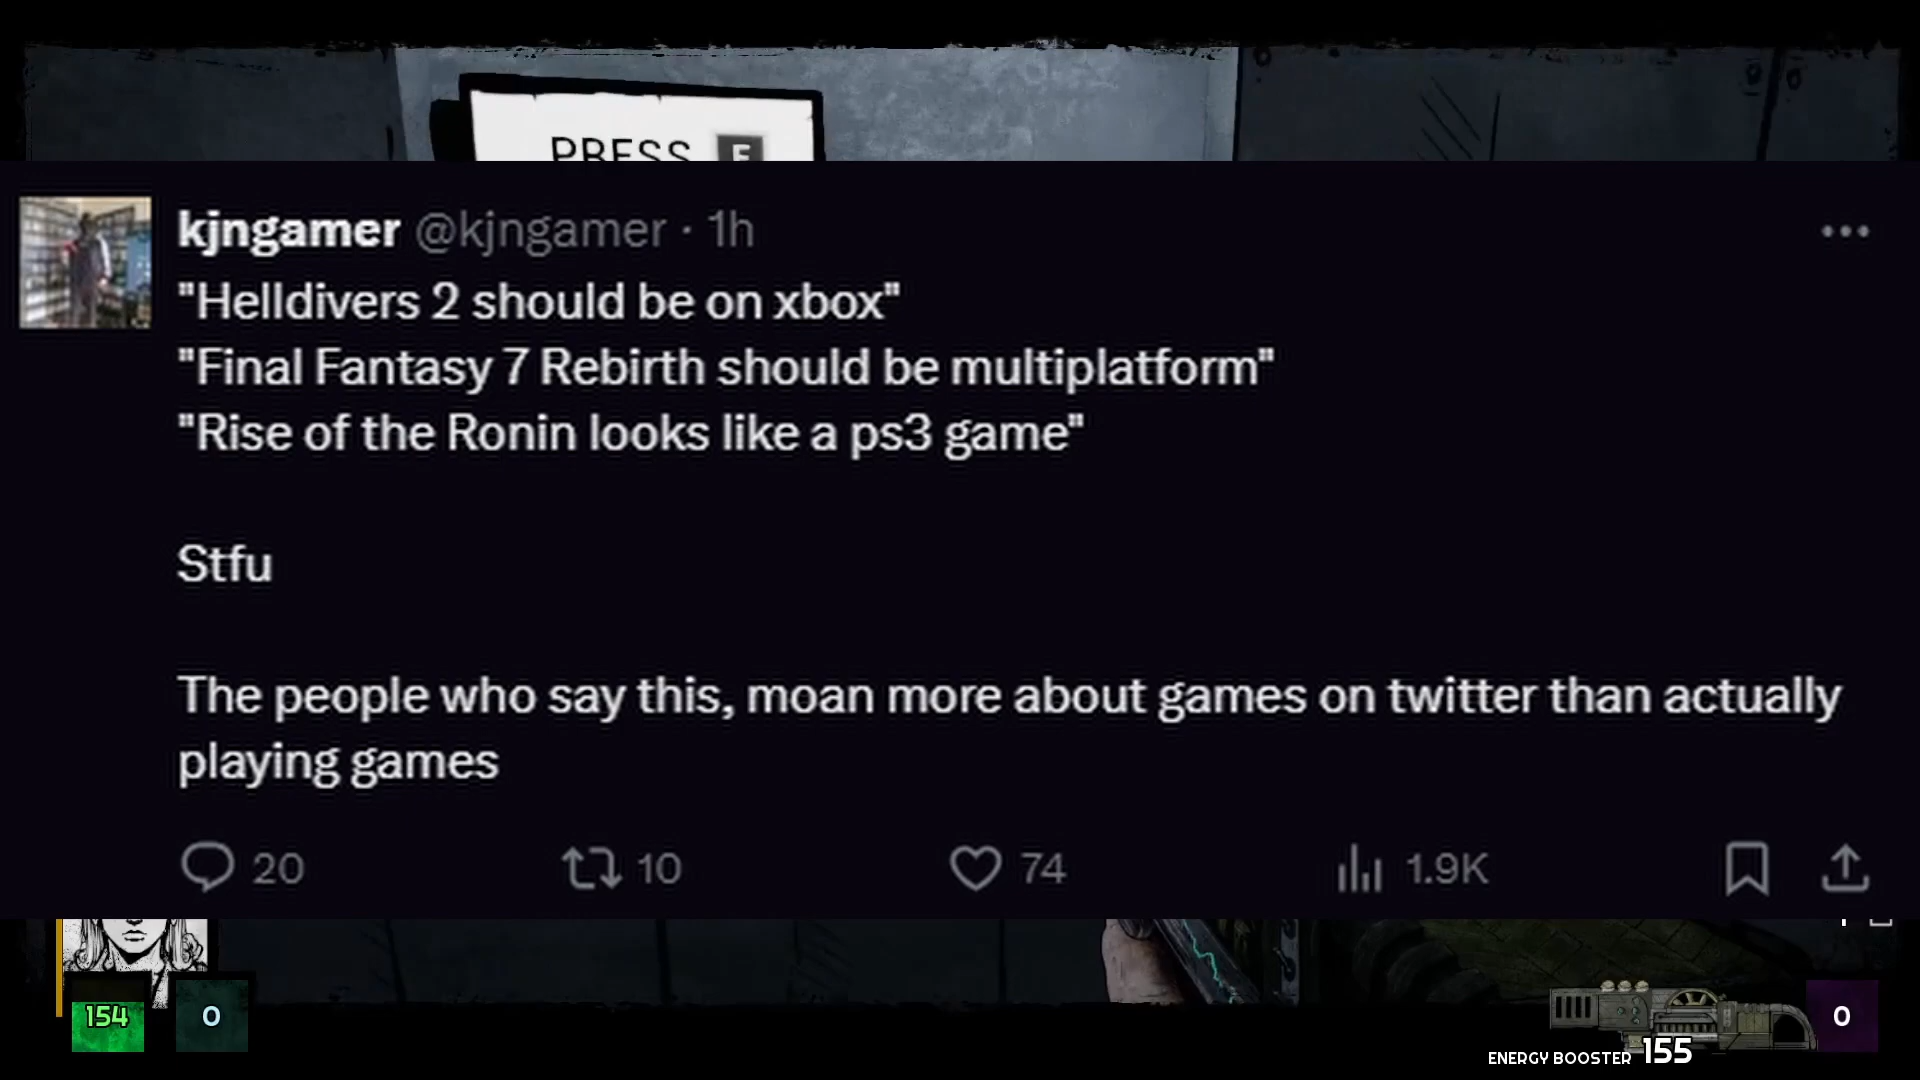 PRESS E
kjngamer @kjngamer · 1h
"Helldivers 2 should be on xbox"
"Final Fantasy 7 Rebirth should be multiplatform"
"Rise of the Ronin looks like a ps3 game"
Stfu
The people who say this, moan more about games on twitter than actually
playing games
20 10 74 1.9K
154 0
0
ENERGY BOOSTER 155